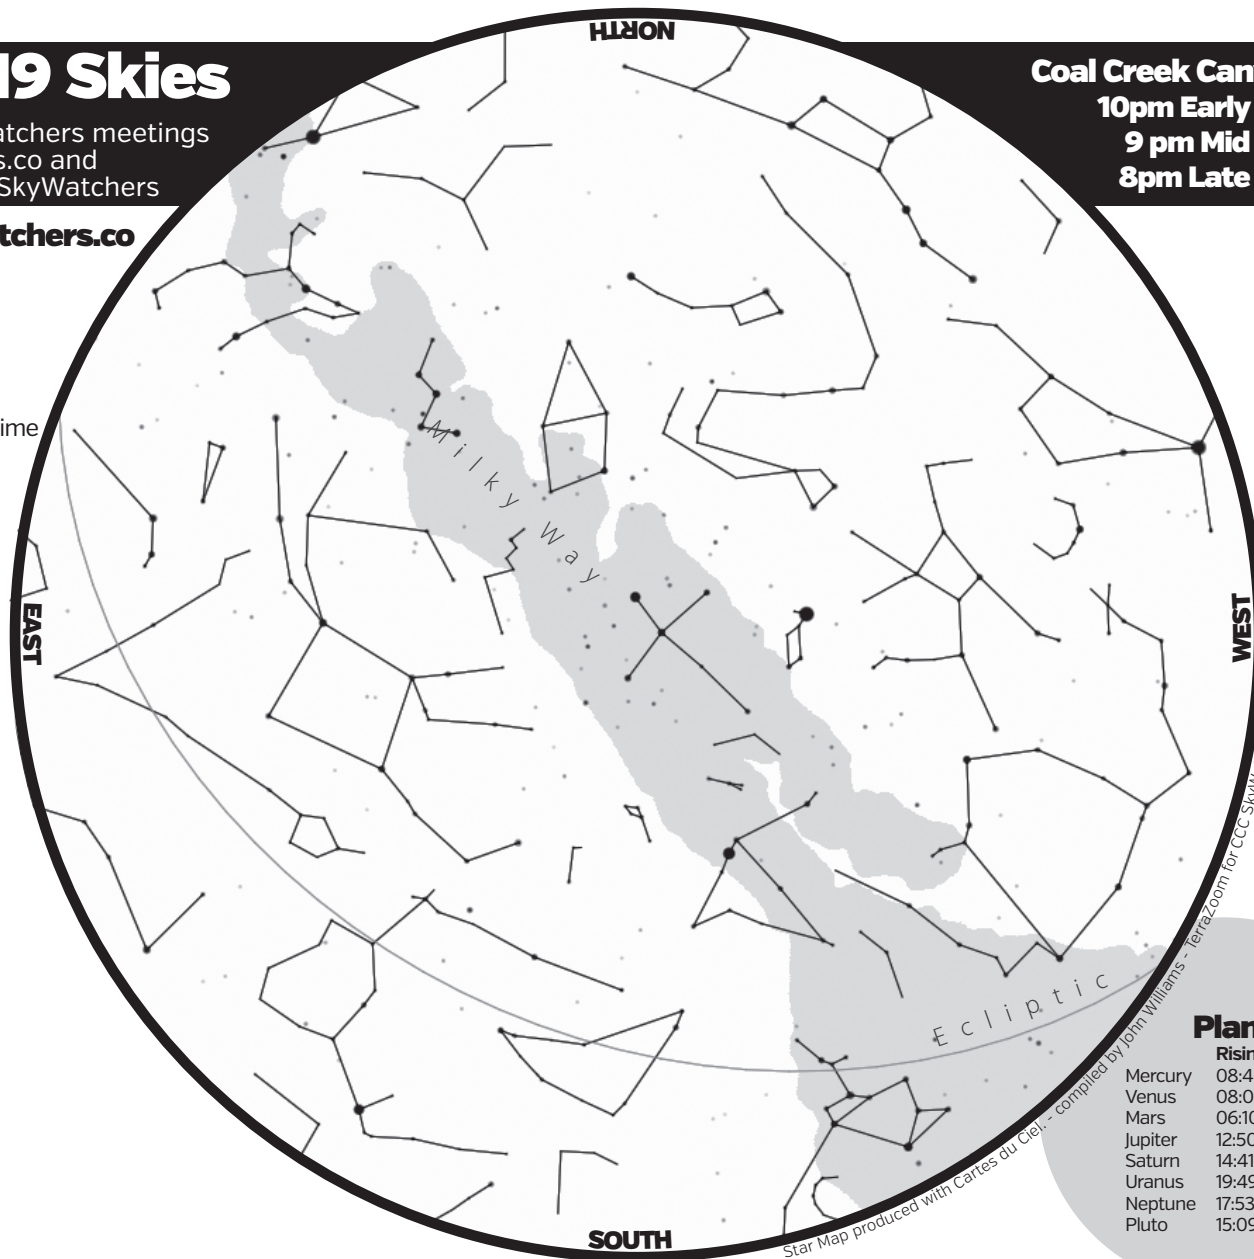 19 Skies
atchers meetings
s.co and
SkyWatchers
tchers.co
ime
NORTH
Coal Creek Can
10pm Early
9 pm Mid
8pm Late
Milky Way
EAST
WEST
Ecliptic
SOUTH
Star Map produced with Cartes du Ciel. - compiled by John Williams - TerraZoom for CCC SkyW
Plan
Risin
Mercury 08:4
Venus 08:0
Mars 06:10
Jupiter 12:50
Saturn 14:41
Uranus 19:49
Neptune 17:53
Pluto 15:09